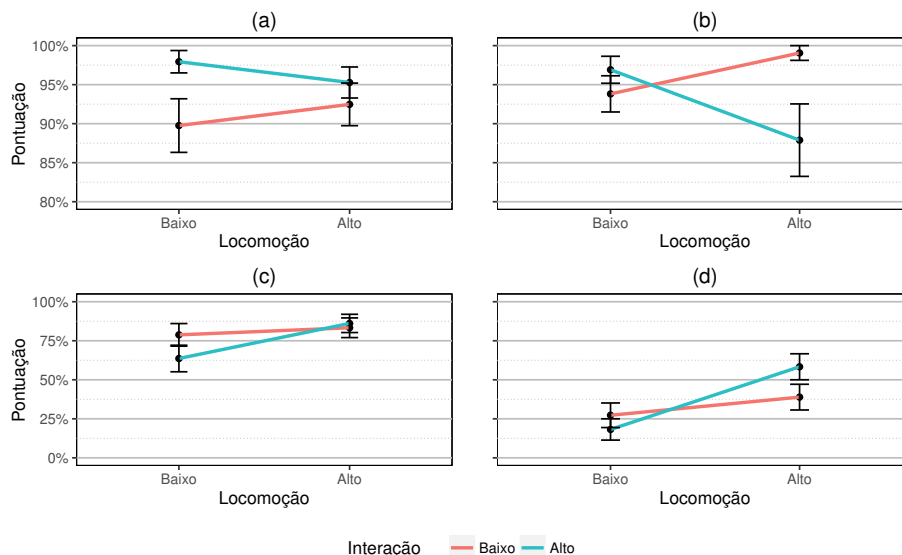 (a)
(b)
Pontuação
100%
95%
90%
85%
80%
Baixo
Alto
Baixo
Alto
Locomoção
Locomoção
(c)
(d)
Pontuação
100%
75%
50%
25%
0%
Baixo
Alto
Baixo
Alto
Locomoção
Locomoção
Interacão Baixo Alto